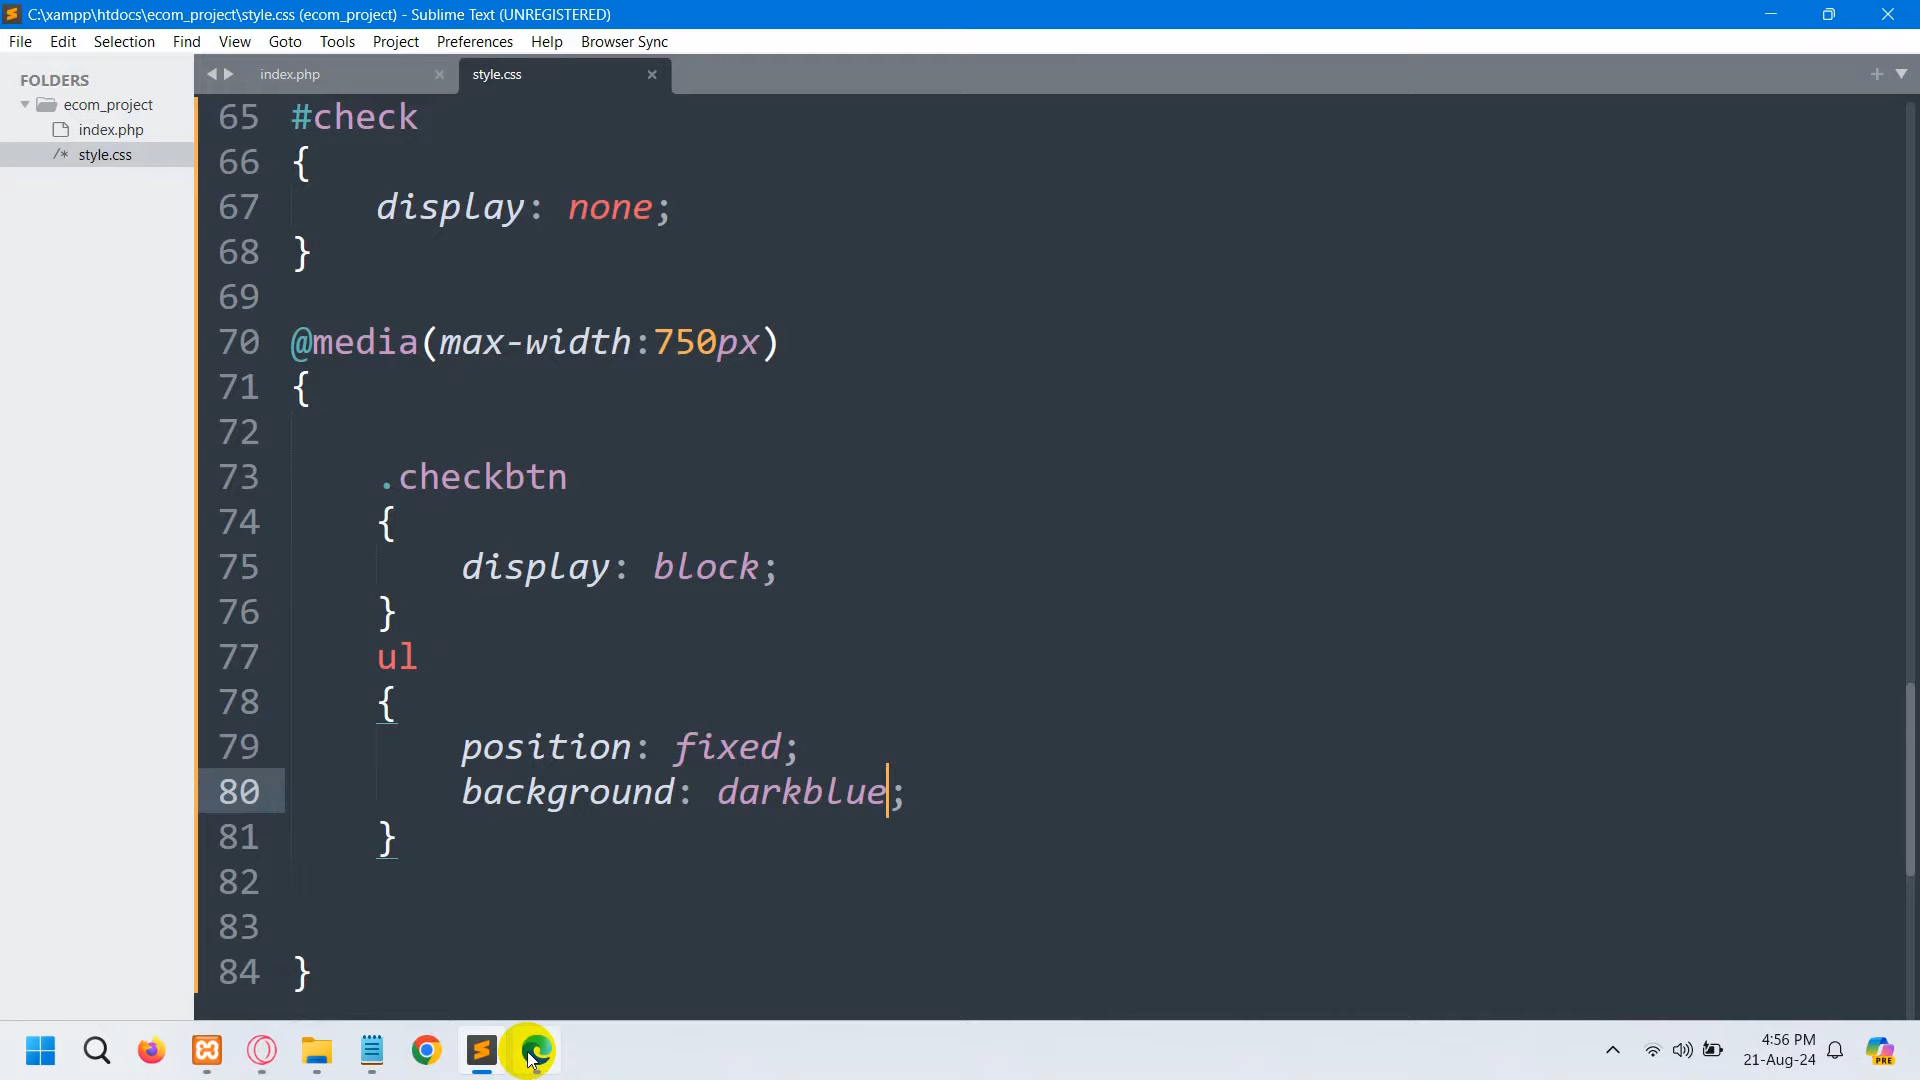 C:\xampp\htdocs\ecom_project\style.css (ecom_project) - Sublime Text (UNREGISTERED)
File Edit Selection Find View Goto Tools Project Preferences Help Browser Sync
FOLDERS
ecom_project
index.php
/* style.css
index.php
style.css
65 #check
66 {
67 display: none;
68 }
69
70 @media(max-width:750px)
71 {
72
73 .checkbtn
74 {
75 display: block;
76 }
77 ul
78 {
79 position: fixed;
80 background: darkblue;
81 }
82
83
84 }
4:56 PM
21-Aug-24
PRE